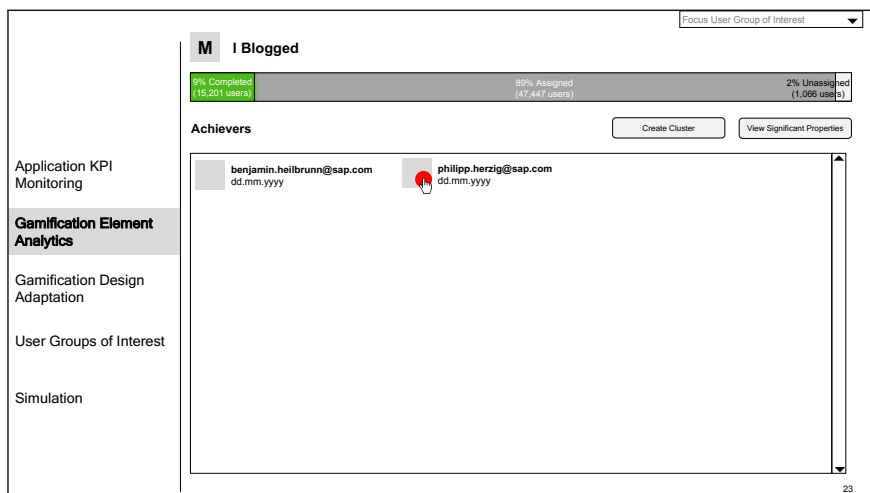 Focus User Group of Interest
M I Blogged
9% Completed
(15,201 users)
89% Assigned
(47,447 users)
2% Unassigned
(1,066 users)
Achievers
Create Cluster
View Significant Properties
benjamin.heilbrunn@sap.com
dd.mm.yyyy
philipp.herzig@sap.com
dd.mm.yyyy
Application KPI
Monitoring
Gamification Element
Analytics
Gamification Design
Adaptation
User Groups of Interest
Simulation
23